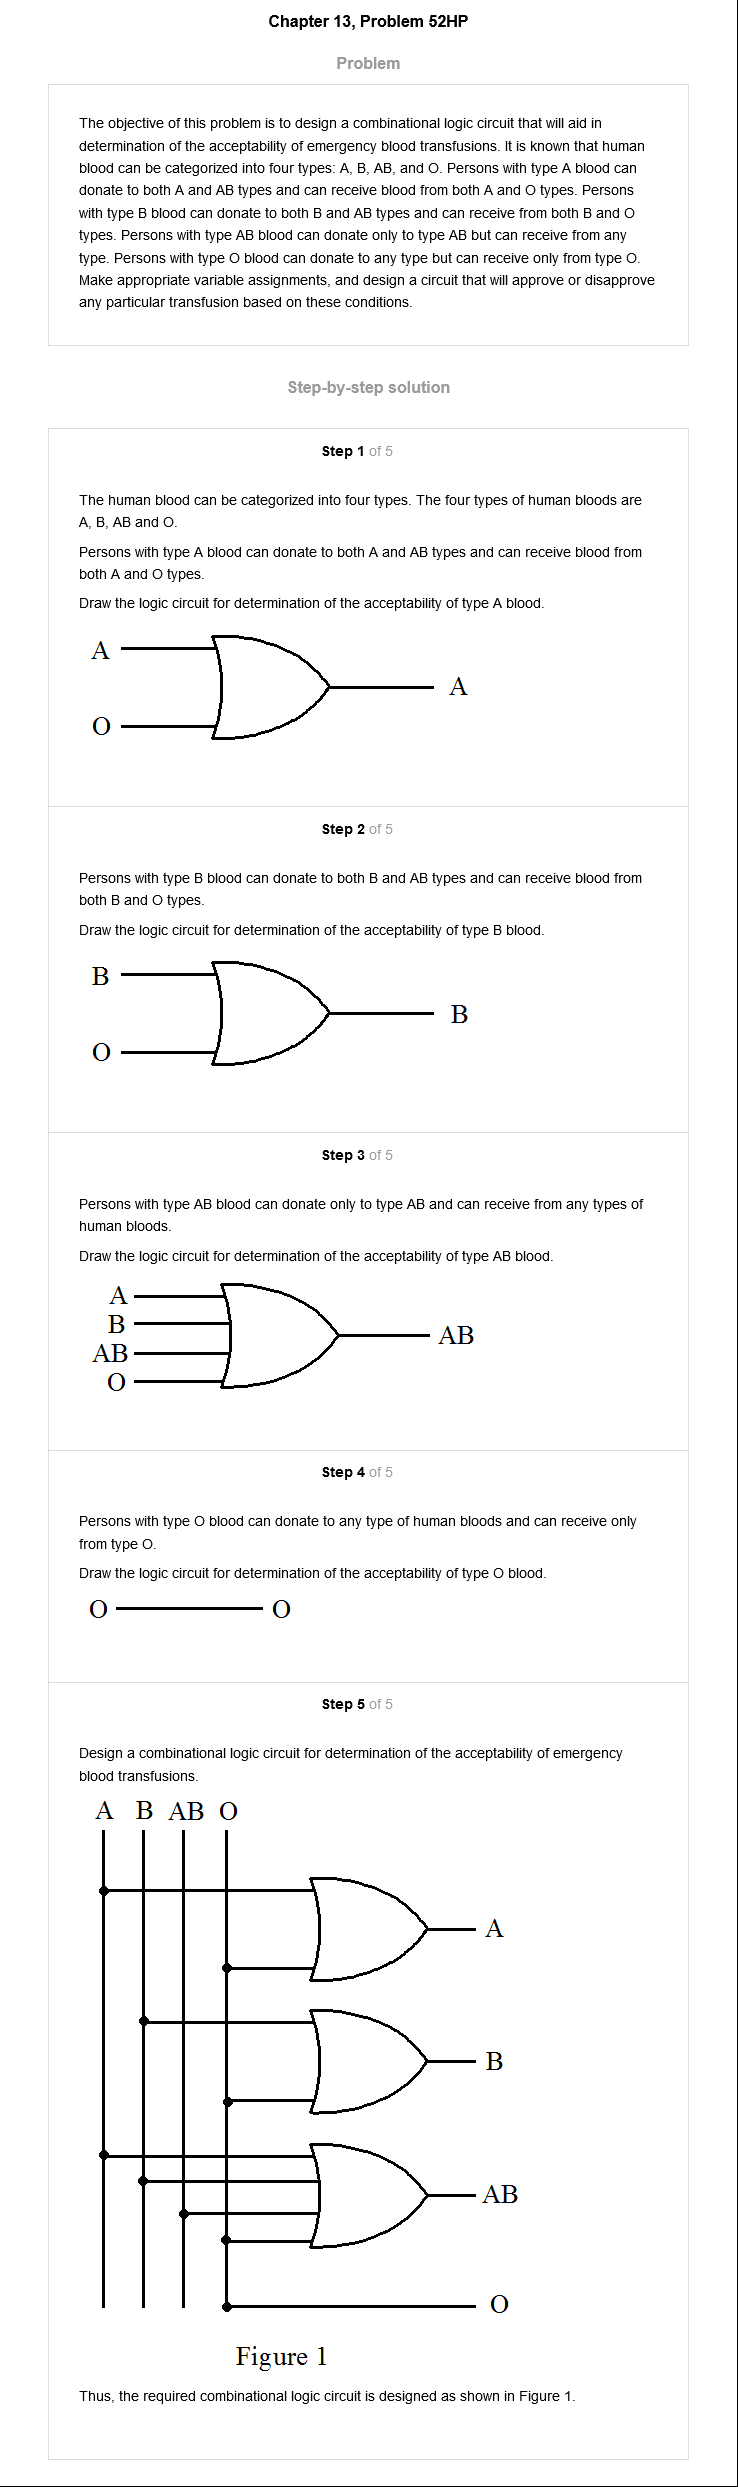 Chapter 13, Problem 52HP
Problem
The objective of this problem is to design a combinational logic circuit that will aid in
determination of the acceptability of emergency blood transfusions. It is known that human
blood can be categorized into four types: A, B, AB, and O. Persons with type A blood can
donate to both A and AB types and can receive blood from both A and O types. Persons
with type B blood can donate to both B and AB types and can receive from both B and O
types. Persons with type AB blood can donate only to type AB but can receive from any
type. Persons with type O blood can donate to any type but can receive only from type O.
Make appropriate variable assignments, and design a circuit that will approve or disapprove
any particular transfusion based on these conditions.
Step-by-step solution
Step 1 of 5
The human blood can be categorized into four types. The four types of human bloods are
A, B, AB and O.
Persons with type A blood can donate to both A and AB types and can receive blood from
both A and O types.
Draw the logic circuit for determination of the acceptability of type A blood.
A
A
O
Step 2 of 5
Persons with type B blood can donate to both B and AB types and can receive blood from
both B and O types.
Draw the logic circuit for determination of the acceptability of type B blood.
B
B
O
Step 3 of 5
Persons with type AB blood can donate only to type AB and can receive from any types of
human bloods.
Draw the logic circuit for determination of the acceptability of type AB blood.
A
B
AB
AB
O
Step 4 of 5
Persons with type O blood can donate to any type of human bloods and can receive only
from type O.
Draw the logic circuit for determination of the acceptability of type O blood.
O O
Step 5 of 5
Design a combinational logic circuit for determination of the acceptability of emergency
blood transfusions.
A B AB O
A
B
AB
O
Figure 1
Thus, the required combinational logic circuit is designed as shown in Figure 1.